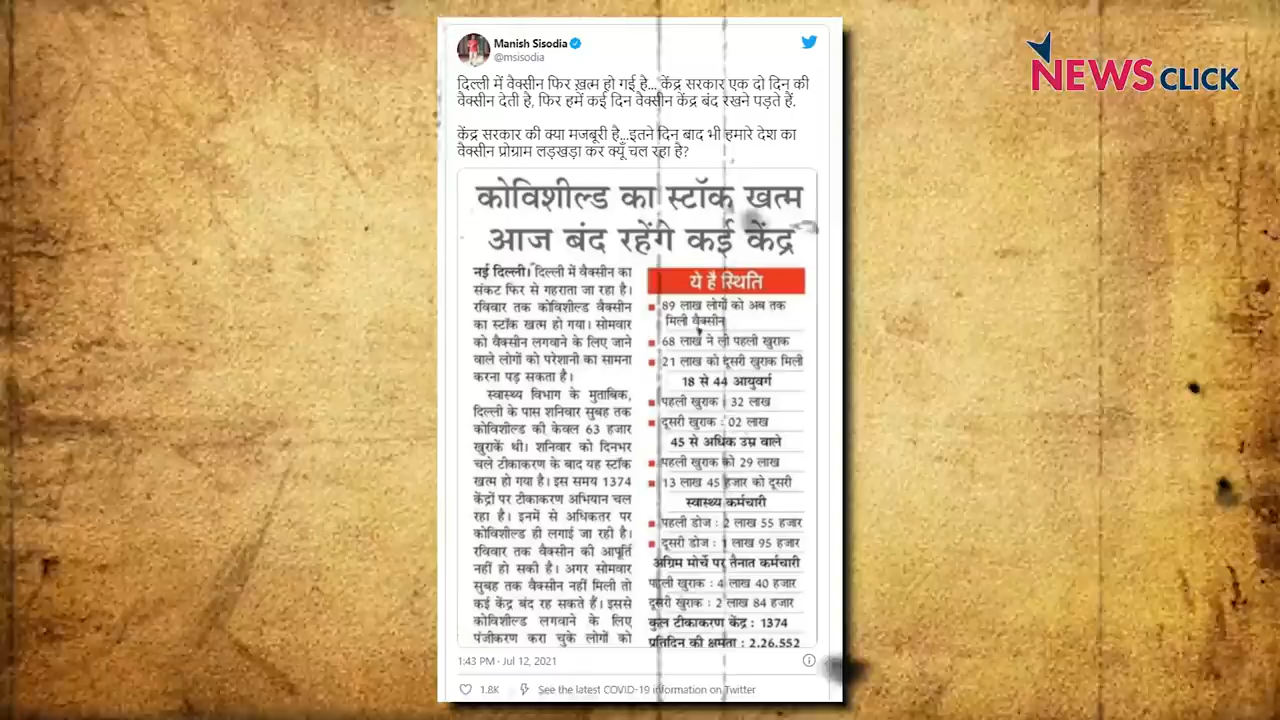 Manish Sisodia
@msisodia
NEWSCLICK
दिल्ली में वैक्सीन फिर ख़त्म हो गई है... केंद्र सरकार एक दो दिन की
वैक्सीन देती है, फिर हमें कई दिन वैक्सीन केंद्र बंद रखने पड़ते हैं.
केंद्र सरकार की क्या मजबूरी है...इतने दिन बाद भी हमारे देश का
वैक्सीन प्रोग्राम लड़खड़ा कर क्यूँ चल रहा है?
कोविशील्ड का स्टॉक खत्म
आज बंद रहेंगे कई केंद्र
नई दिल्ली। दिल्ली में वैक्सीन का
संकट फिर से गहराता जा रहा है।
रविवार तक कोविशील्ड वैक्सीन
का स्टॉक खत्म हो गया। सोमवार
को वैक्सीन लगवाने के लिए जाने
वाले लोगों को परेशानी का सामना
करना पड़ सकता है।
स्वास्थ्य विभाग के मुताबिक,
दिल्ली के पास शनिवार सुबह तक
कोविशील्ड की केवल 63 हजार
खुराकें थी। शनिवार को दिनभर
चले टीकाकरण के बाद यह स्टॉक
खत्म हो गया है। इस समय 1374
केंद्रों पर टीकाकरण अभियान चल
रहा है। इनमें से अधिकतर पर
कोविशील्ड ही लगाई जा रही है।
रविवार तक वैक्सीन की आपूर्ति
नहीं हो सकी है। अगर सोमवार
सुबह तक वैक्सीन नहीं मिली तो
कई केंद्र बंद रह सकते हैं। इससे
कोविशील्ड लगवाने के लिए
पंजीकरण करा चुके लोगों को
ये है स्थिति
89 लाख लोगों को अब तक
मिली वैक्सीन
68 लाख ने ली पहली खुराक
21 लाख को दूसरी खुराक मिली
18 से 44 आयुवर्ग
पहली खुराक : 32 लाख
दूसरी खुराक : 02 लाख
45 से अधिक उम्र वाले
पहली खुराक को 29 लाख
13 लाख 45 हजार को दूसरी
स्वास्थ्य कर्मचारी
पहली डोज : 2 लाख 55 हजार
दूसरी डोज : 1 लाख 95 हजार
अग्रिम मोर्चे पर तैनात कर्मचारी
पहली खुराक : 4 लाख 40 हजार
दूसरी खुराक : 2 लाख 84 हजार
कुल टीकाकरण केंद्र : 1374
प्रतिदिन की क्षमता : 2,26,552
1:43 PM · Jul 12, 2021
1.8K See the latest COVID-19 information on Twitter